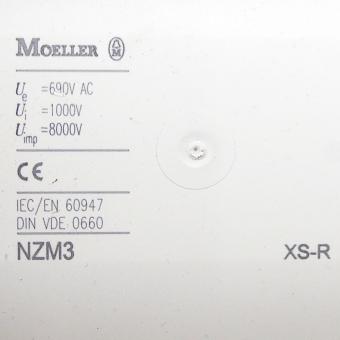 MOELLER
Ue =690V AC
Ui =1000V
Uimp =8000V
CE
IEC/EN 60947
DIN VDE 0660
NZM3 XS-R